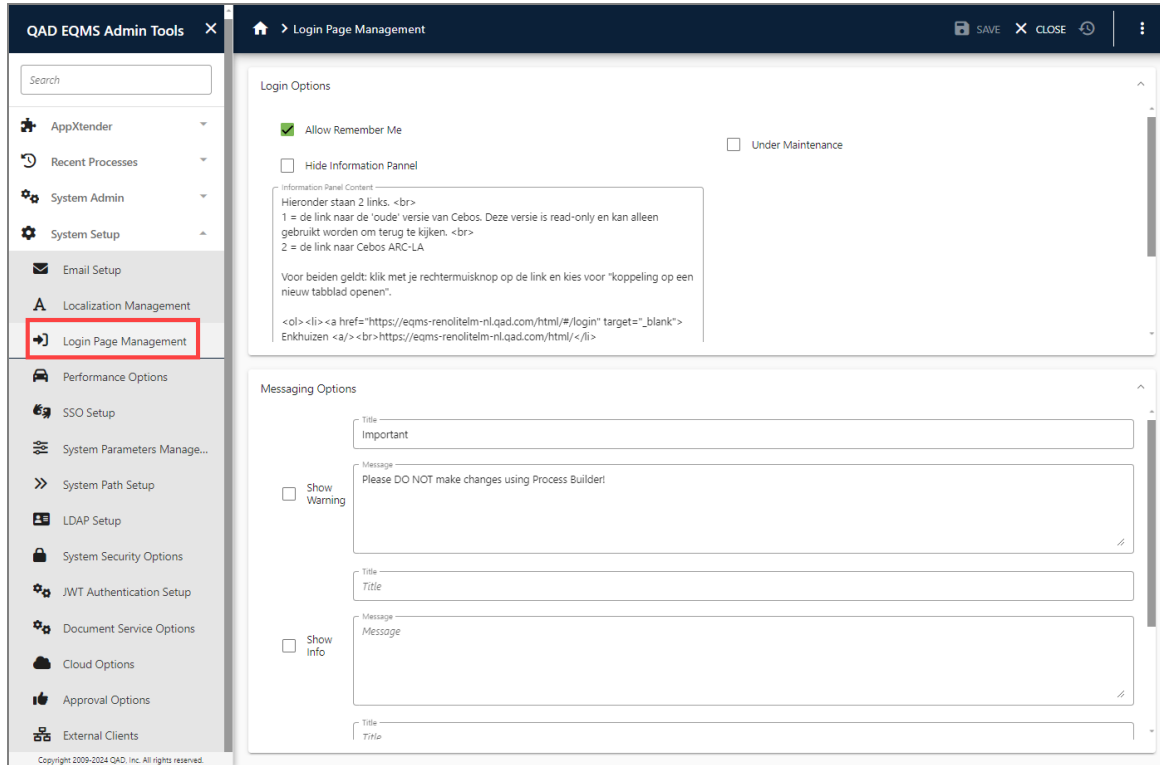 QAD EQMS Admin Tools
Login Page Management
SAVE
CLOSE
Search
AppXtender
Recent Processes
System Admin
System Setup
Email Setup
Localization Management
Login Page Management
Performance Options
SSO Setup
System Parameters Manage...
System Path Setup
LDAP Setup
System Security Options
JWT Authentication Setup
Document Service Options
Cloud Options
Approval Options
External Clients
Copyright 2009-2024 QAD, Inc. All rights reserved.
Login Options
Allow Remember Me
Under Maintenance
Hide Information Pannel
Information Panel Content
Hieronder staan 2 links. <br>
1 = de link naar de 'oude' versie van Cebos. Deze versie is read-only en kan alleen
gebruikt worden om terug te kijken. <br>
2 = de link naar Cebos ARC-LA
Voor beiden geldt: klik met je rechtermuisknop op de link en kies voor "koppeling op een
nieuw tabblad openen".
<ol><li><a href="https://eqms-renolitelm-nl.qad.com/html/#/login" target="_blank">
Enkhuizen <a/><br>https://eqms-renolitelm-nl.qad.com/html/</li>
Messaging Options
Title
Important
Message
Please DO NOT make changes using Process Builder!
Show
Warning
Title
Title
Message
Message
Show
Info
Title
Title